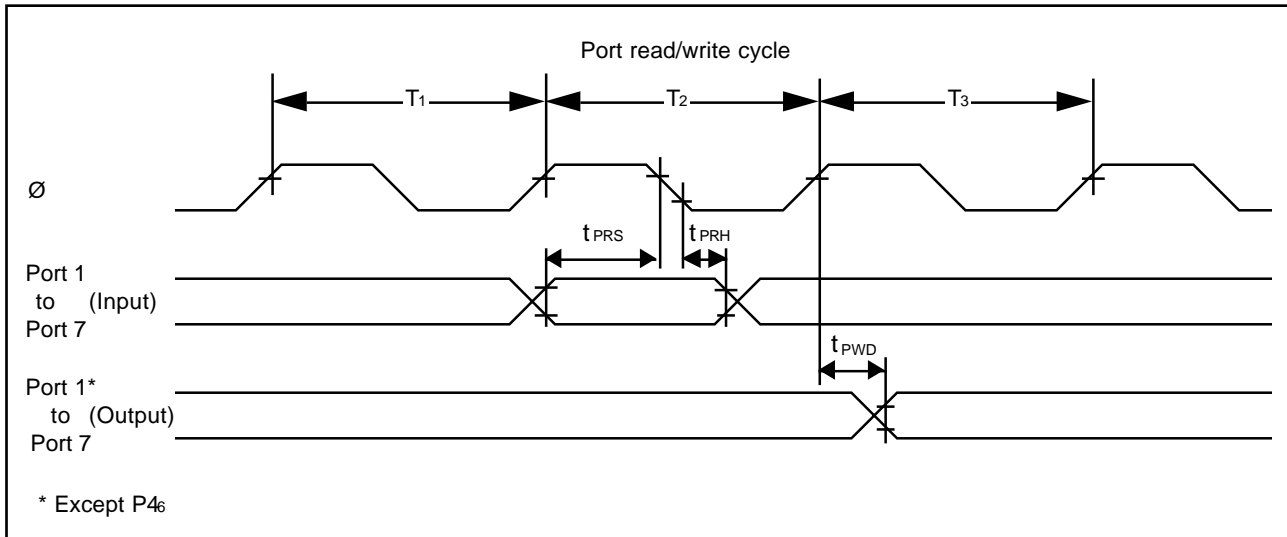 Port read/write cycle
T1 T2 T3
Ø
tPRS tPRH
Port 1
to (Input)
Port 7
tPWD
Port 1*
to (Output)
Port 7
* Except P46